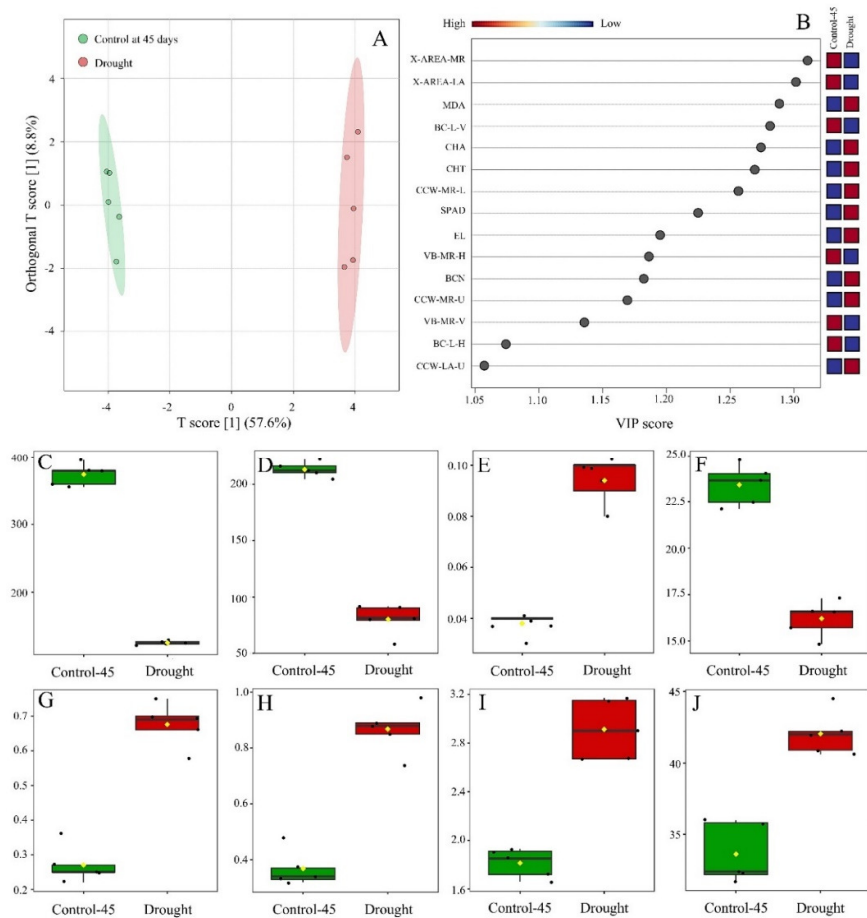 Control at 45 days
Drought
A
Orthogonal T score [1] (8.8%)
4
2
0
-2
-4
-4
-2
0
2
4
T score [1] (57.6%)
High
Low
B
Control-45
Drought
X-AREA-MR
X-AREA-LA
MDA
BC-L-V
CHA
CHT
CCW-MR-L
SPAD
EL
VB-MR-H
BCN
CCW-MR-U
VB-MR-V
BC-L-H
CCW-LA-U
1.05
1.10
1.15
1.20
1.25
1.30
VIP score
C
400
300
200
100
Control-45
Drought
D
200
150
100
50
Control-45
Drought
E
0.10
0.08
0.06
0.04
Control-45
Drought
F
25.0
22.5
20.0
17.5
15.0
Control-45
Drought
G
0.7
0.6
0.5
0.4
0.3
0.2
Control-45
Drought
H
1.0
0.8
0.6
0.4
Control-45
Drought
I
3.2
2.8
2.4
2.0
1.6
Control-45
Drought
J
45
42
39
36
33
Control-45
Drought